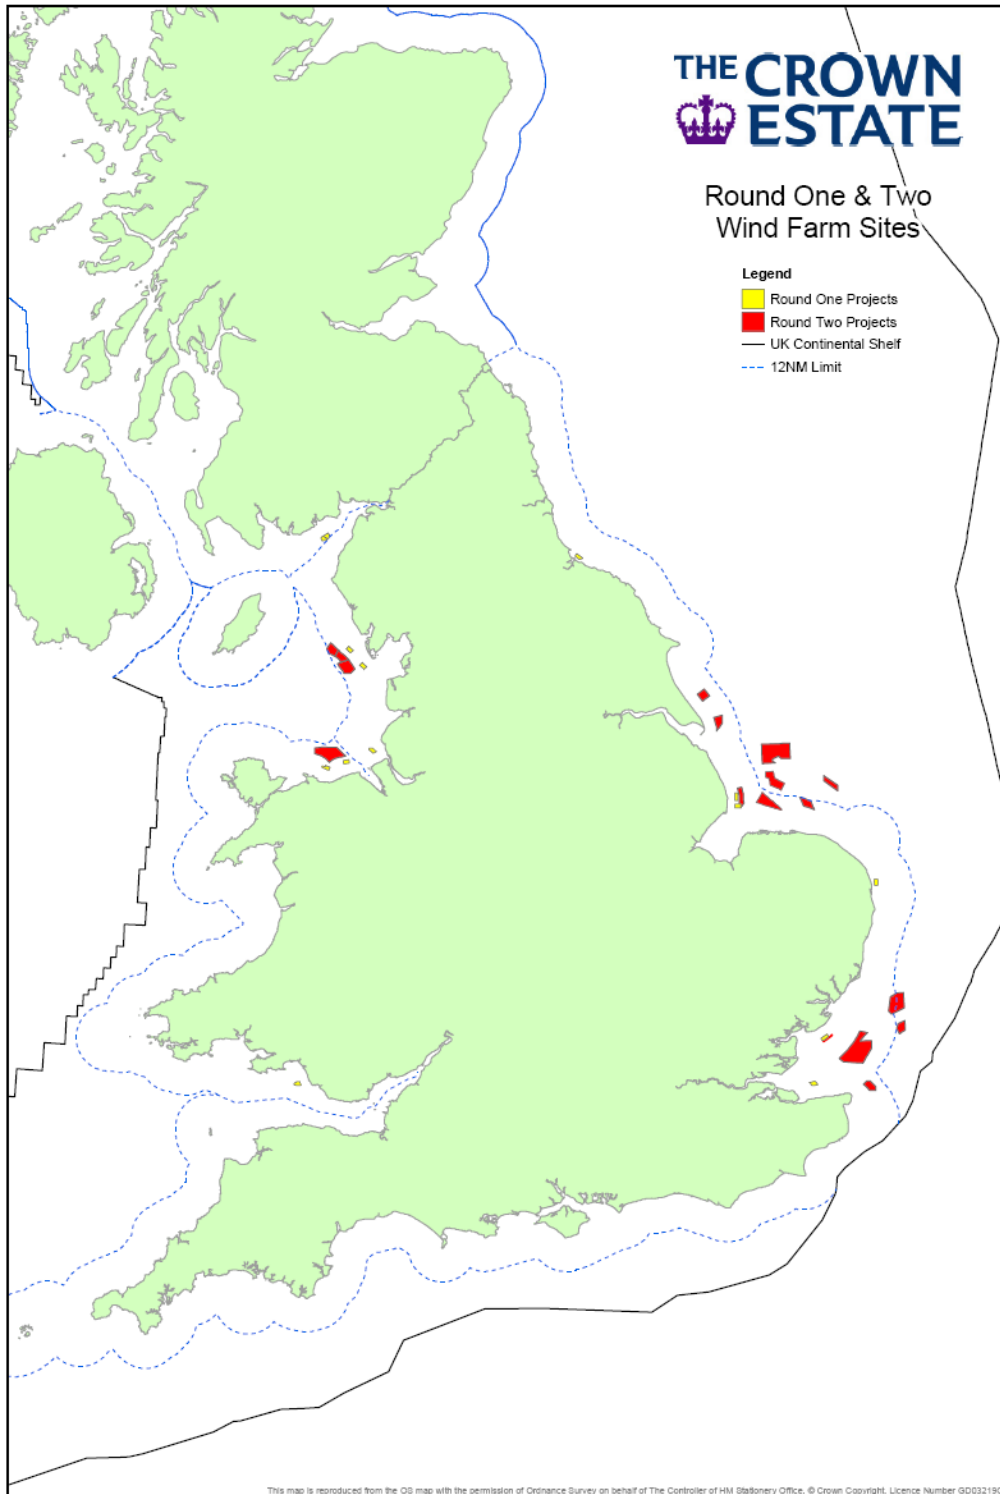 THE CROWN
ESTATE
Round One & Two
Wind Farm Sites
Legend
Round One Projects
Round Two Projects
UK Continental Shelf
12NM Limit
This map is reproduced from the OS map with the permission of Ordnance Survey on behalf of The Controller of HM Stationery Office. © Crown Copyright. Licence Number GD032190